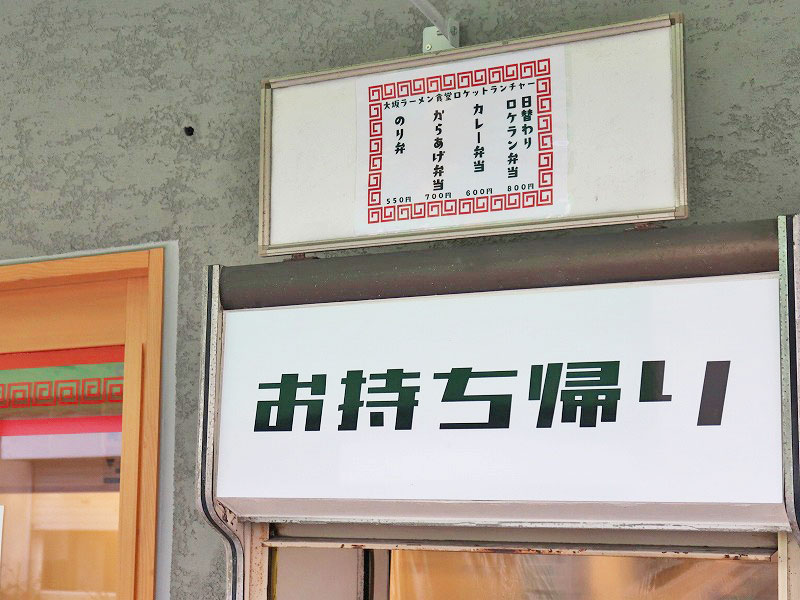 大坂ラーメン食堂ロケットランチャー
日替わり
ロケラン弁当
800円
カレー弁当
600円
からあげ弁当
700円
のり弁
550円
お持ち帰り